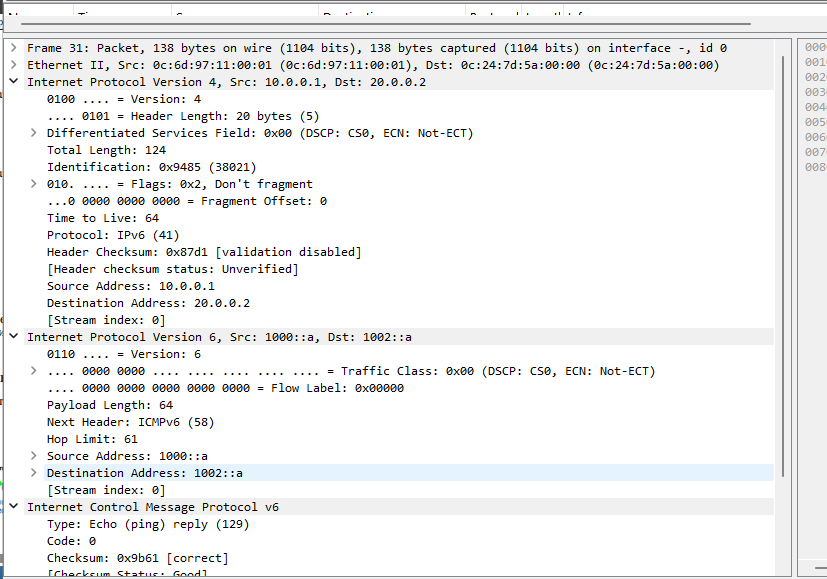 Frame 31: Packet, 138 bytes on wire (1104 bits), 138 bytes captured (1104 bits) on interface -, id 0
Ethernet II, Src: 0c:6d:97:11:00:01 (0c:6d:97:11:00:01), Dst: 0c:24:7d:5a:00:00 (0c:24:7d:5a:00:00)
Internet Protocol Version 4, Src: 10.0.0.1, Dst: 20.0.0.2
0100 .... = Version: 4
.... 0101 = Header Length: 20 bytes (5)
Differentiated Services Field: 0x00 (DSCP: CS0, ECN: Not-ECT)
Total Length: 124
Identification: 0x9485 (38021)
010. .... = Flags: 0x2, Don't fragment
...0 0000 0000 0000 = Fragment Offset: 0
Time to Live: 64
Protocol: IPv6 (41)
Header Checksum: 0x87d1 [validation disabled]
[Header checksum status: Unverified]
Source Address: 10.0.0.1
Destination Address: 20.0.0.2
[Stream index: 0]
Internet Protocol Version 6, Src: 1000::a, Dst: 1002::a
0110 .... = Version: 6
.... 0000 0000 .... .... .... .... .... = Traffic Class: 0x00 (DSCP: CS0, ECN: Not-ECT)
.... 0000 0000 0000 0000 0000 = Flow Label: 0x00000
Payload Length: 64
Next Header: ICMPv6 (58)
Hop Limit: 61
Source Address: 1000::a
Destination Address: 1002::a
[Stream index: 0]
Internet Control Message Protocol v6
Type: Echo (ping) reply (129)
Code: 0
Checksum: 0x9b61 [correct]
[Checksum Status: Good]
000
001
002
003
004
005
006
007
008